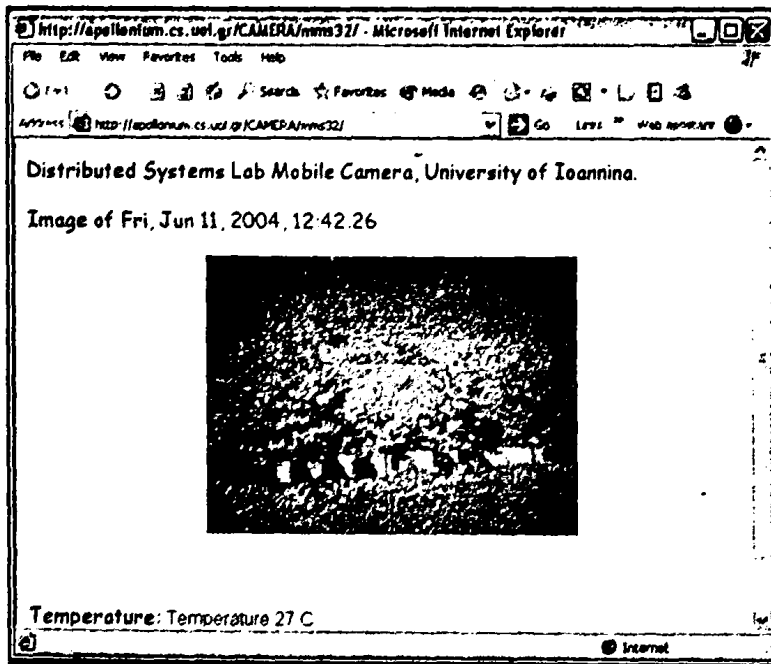 http://apollonium.cs.uoi.gr/CAMERA/mms32/ - Microsoft Internet Explorer
File Edit View Favorites Tools Help
Search Favorites Media
Address http://apollonium.cs.uoi.gr/CAMERA/mms32/ Go Links
Distributed Systems Lab Mobile Camera, University of Ioannina.
Image of Fri, Jun 11, 2004, 12:42.26
Temperature: Temperature 27 C
Internet